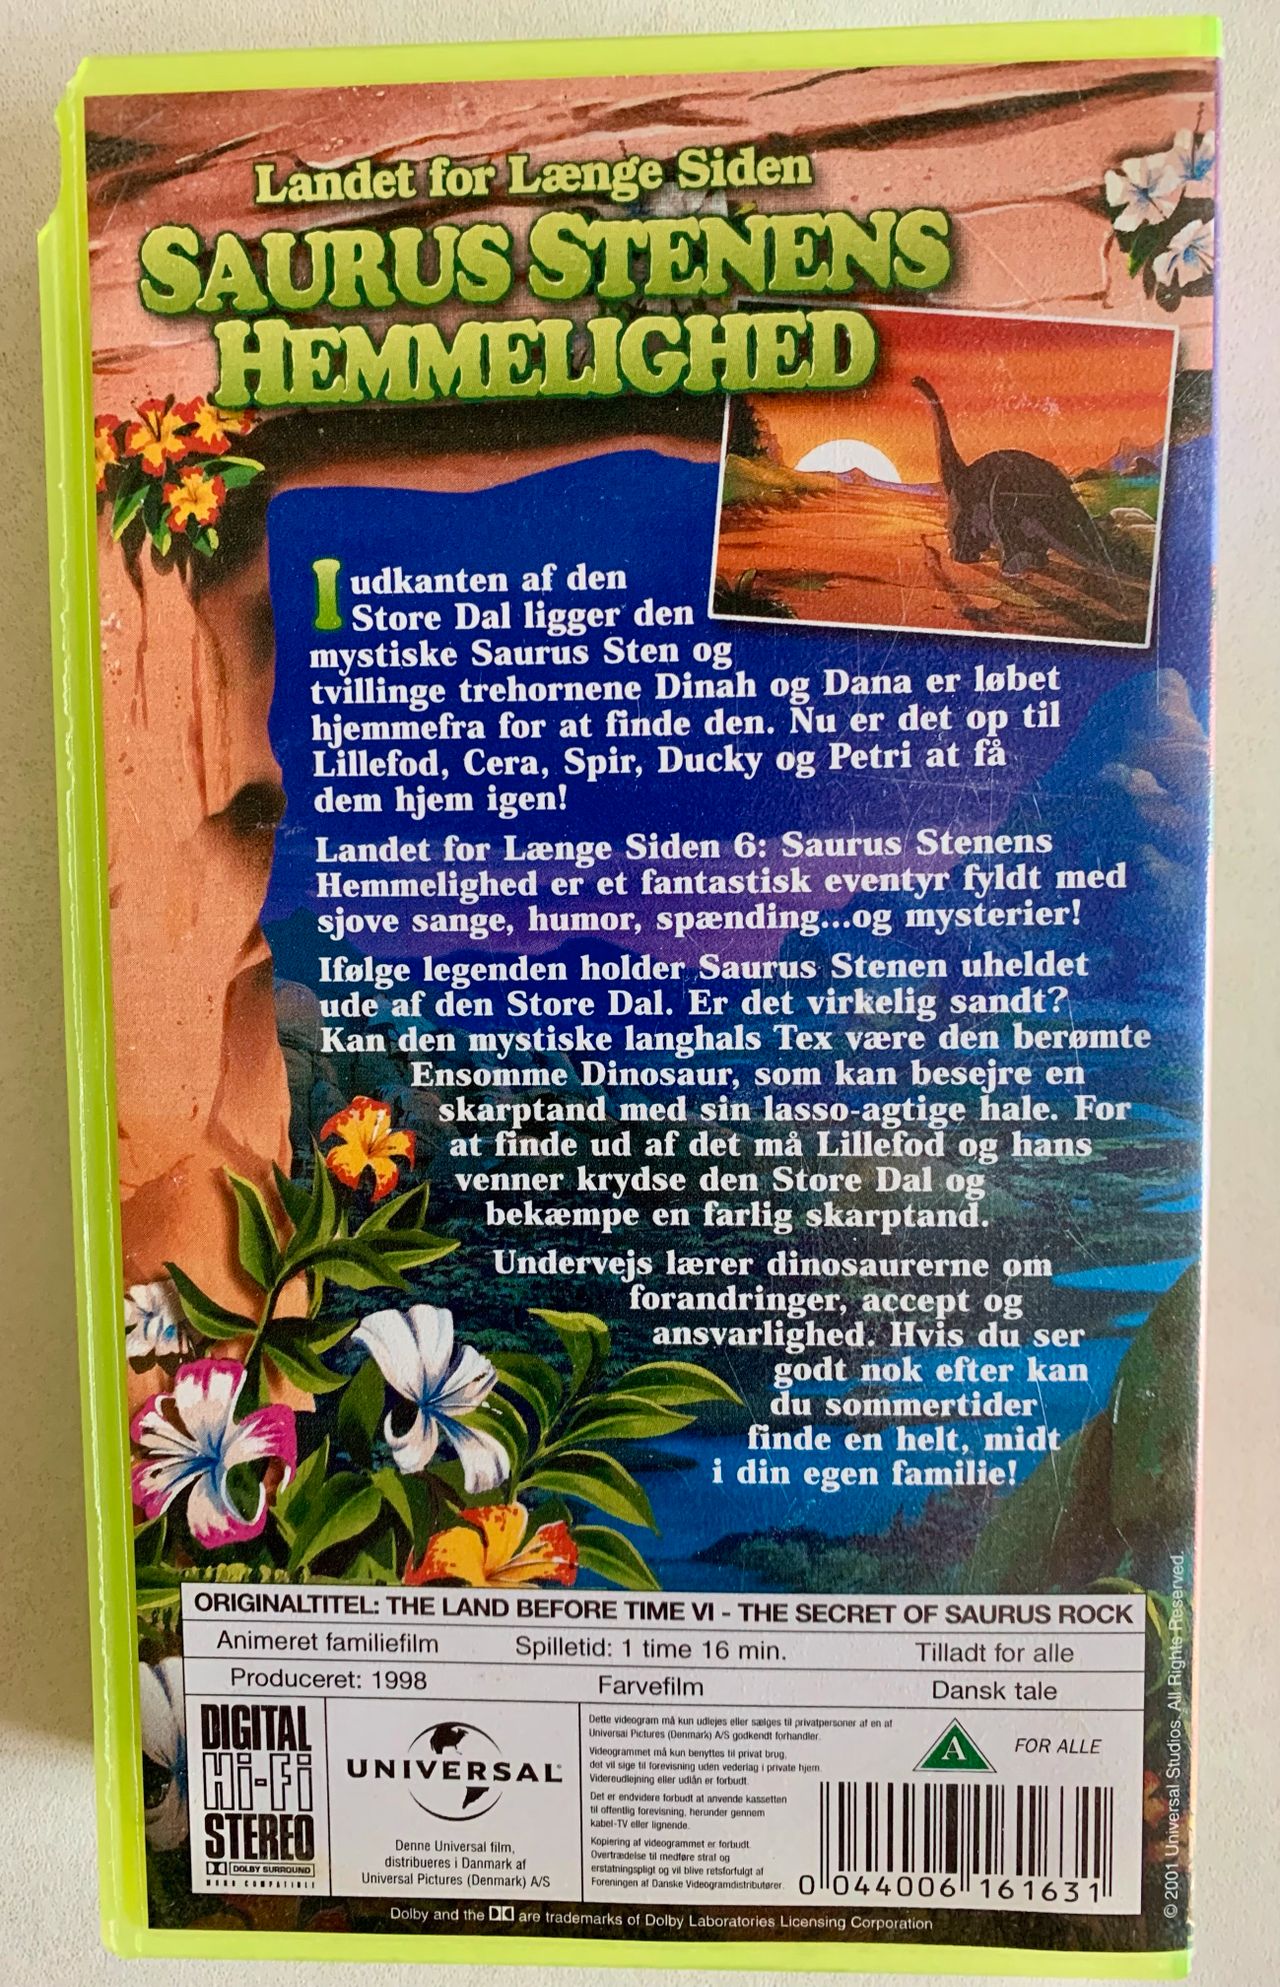 Landet for Længe Siden
SAURUS STENENS
HEMMELIGHED
I udkanten af den
Store Dal ligger den
mystiske Saurus Sten og
tvillinge trehornene Dinah og Dana er løbet
hjemmefra for at finde den. Nu er det op til
Lillefod, Cera, Spir, Ducky og Petri at få
dem hjem igen!
Landet for Længe Siden 6: Saurus Stenens
Hemmelighed er et fantastisk eventyr fyldt med
sjove sange, humor, spænding...og mysterier!
Ifølge legenden holder Saurus Stenen uheldet
ude af den Store Dal. Er det virkelig sandt?
Kan den mystiske langhals Tex være den berømte
Ensomme Dinosaur, som kan besejre en
skarptand med sin lasso-agtige hale. For
at finde ud af det må Lillefod og hans
venner krydse den Store Dal og
bekæmpe en farlig skarptand.
Undervejs lærer dinosaurerne om
forandringer, accept og
ansvarlighed. Hvis du ser
godt nok efter kan
du sommertider
finde en helt, midt
i din egen familie!
ORIGINALTITEL: THE LAND BEFORE TIME VI - THE SECRET OF SAURUS ROCK
Animeret familiefilm Spilletid: 1 time 16 min. Tilladt for alle
Produceret: 1998 Farvefilm Dansk tale
DIGITAL
Hi-Fi
STEREO
DOLBY SURROUND
MONO COMPATIBLE
UNIVERSAL
Denne Universal film,
distribueres i Danmark af
Universal Pictures (Denmark) A/S
Dette videogram må kun udlejes eller sælges til privatpersoner af en af
Universal Pictures (Denmark) A/S godkendt forhandler.
Videogrammet må kun benyttes til privat brug,
det vil sige til forevisning uden vederlag i private hjem.
Videreudlejning eller udlån er forbudt.
Det er endvidere forbudt at anvende kassetten
til offentlig forevisning, herunder gennem
kabel-TV eller lignende.
Kopiering af videogrammet er forbudt.
Overtrædelse til medføre straf og
erstatningspligt og vil blive retsforfulgt af
Foreningen af Danske Videogramdistributører.
A FOR ALLE
0 044006 161631
Dolby and the DD are trademarks of Dolby Laboratories Licensing Corporation
© 2001 Universal Studios. All Rights Reserved.